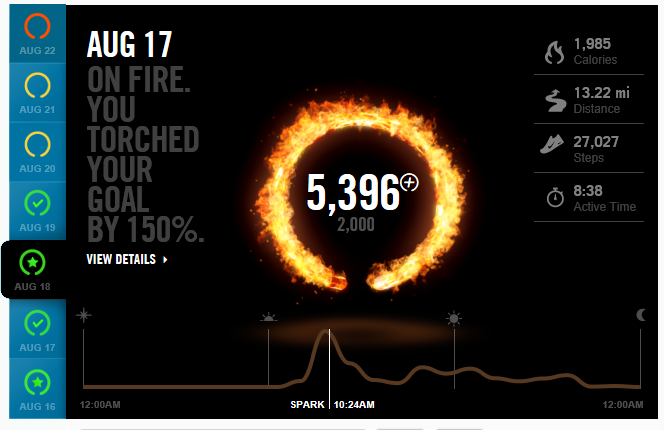 AUG 22
AUG 21
AUG 20
AUG 19
AUG 18
AUG 17
AUG 16
AUG 17
ON FIRE.
YOU
TORCHED
YOUR
GOAL
BY 150%.
VIEW DETAILS
5,396
2,000
1,985
Calories
13.22 mi
Distance
27,027
Steps
8:38
Active Time
12:00AM
SPARK 10:24AM
12:00AM